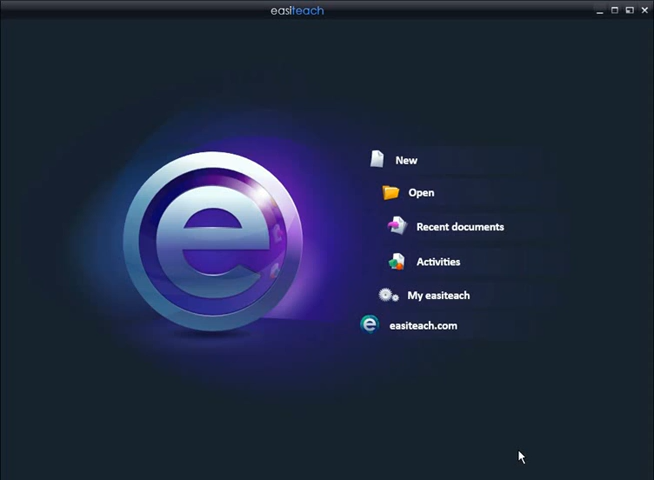 easiteach
e
New
Open
Recent documents
Activities
My easiteach
easiteach.com